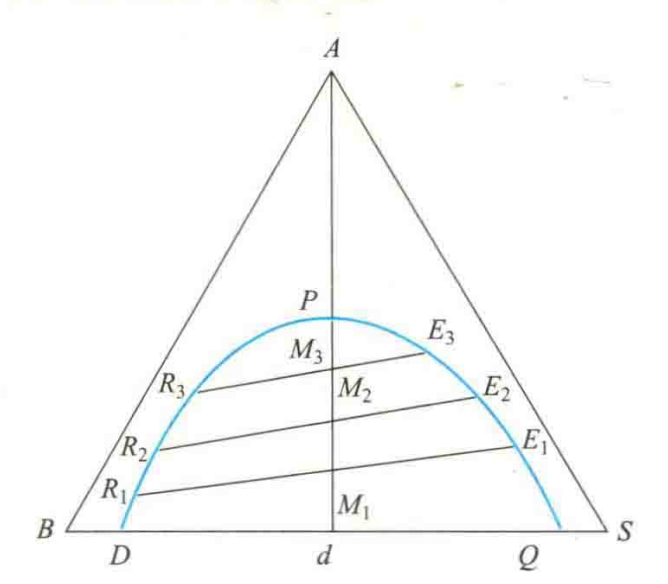 A
P
E₃
M₃
R₃ M₂ E₂
R₂ E₁
R₁ M₁
B S
D d Q